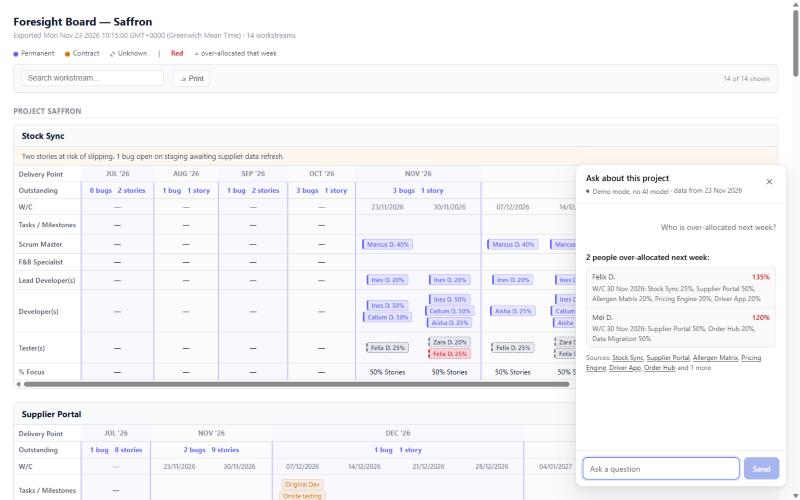 Foresight Board — Saffron
Exported Mon Nov 23 2026 10:15:00 GMT+0000 (Greenwich Mean Time) · 14 workstreams
Permanent Contract Unknown | Red = over-allocated that week
Search workstream... Print 14 of 14 shown
PROJECT SAFFRON
Stock Sync
Two stories at risk of slipping. 1 bug open on staging awaiting supplier data refresh.
Delivery Point JUL '26 AUG '26 SEP '26 OCT '26 NOV '26
Outstanding 0 bugs 2 stories 1 bug 1 story 1 bug 2 stories 3 bugs 1 story 3 bugs 1 story
W/C — — — — 23/11/2026 30/11/2026 07/12/2026 14/12,
Tasks / Milestones — — — —
Scrum Master — — — — Marcus D. 40% Marcus D. 40% Marcus
F&B Specialist — — — —
Lead Developer(s) — — — — Ines D. 20% Ines D. 20% Ines D. 20% Ines D
Developer(s) — — — — Ines D. 50% Callum D. 50% Ines D. 50% Callum D. 50% Aisha D. 25% Aisha D. 25% Ines D Callum Aisha
Tester(s) — — — — Felix D. 25% Zara D. 20% Felix D. 25% Felix D. 25% Zara D. Felix D
% Focus — — — — 50% Stories 50% Stories 50% Stories 50% St
Supplier Portal
Delivery Point JUL '26 NOV '26 DEC '26
Outstanding 1 bug 8 stories 2 bugs 9 stories 1 bug 1 story
W/C — 23/11/2026 30/11/2026 07/12/2026 14/12/2026 21/12/2026 28/12/2026 04/01/2027
Tasks / Milestones — Original Dev
Onsite testing
Ask about this project
Demo mode, no AI model · data from 23 Nov 2026
Who is over-allocated next week?
2 people over-allocated next week:
Felix D. 135%
W/C 30 Nov 2026: Stock Sync 25%, Supplier Portal 50%,
Allergen Matrix 20%, Pricing Engine 20%, Driver App 20%
Mei D. 120%
W/C 30 Nov 2026: Supplier Portal 50%, Order Hub 20%,
Data Migration 50%
Sources: Stock Sync, Supplier Portal, Allergen Matrix, Pricing
Engine, Driver App, Order Hub and 1 more
Ask a question Send